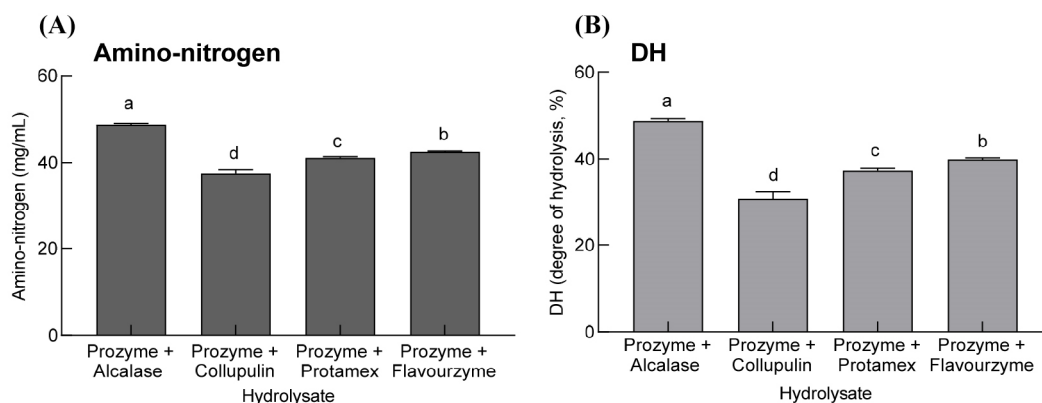 (A)
Amino-nitrogen
60
40
20
0
Amino-nitrogen (mg/mL)
a
d
c
b
Prozyme +
Alcalase
Prozyme +
Collupulin
Prozyme +
Protamex
Prozyme +
Flavourzyme
Hydrolysate
(B)
DH
60
40
20
0
DH (degree of hydrolysis, %)
a
d
c
b
Prozyme +
Alcalase
Prozyme +
Collupulin
Prozyme +
Protamex
Prozyme +
Flavourzyme
Hydrolysate